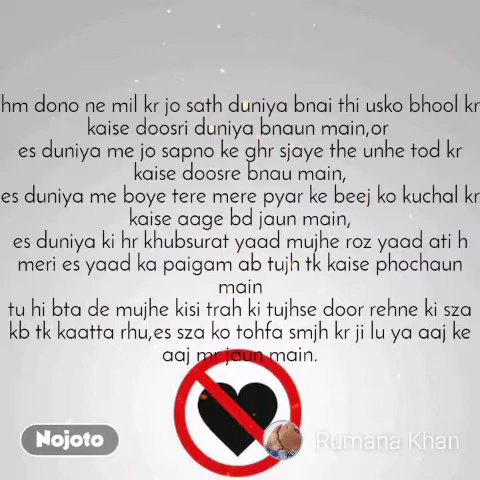 hm dono ne mil kr jo sath duniya bnai thi usko bhool kr
kaise doosri duniya bnaun main,or
es duniya me jo sapno ke ghr sjaye the unhe tod kr
kaise doosre bnau main,
es duniya me boye tere mere pyar ke beej ko kuchal kr
kaise aage bd jaun main,
es duniya ki hr khubsurat yaad mujhe roz yaad ati h
meri es yaad ka paigam ab tujh tk kaise phochaun
main
tu hi bta de mujhe kisi trah ki tujhse door rehne ki sza
kb tk kaatta rhu,es sza ko tohfa smjh kr ji lu ya aaj ke
aaj mr jaun main.
Nojoto
Rumana Khan